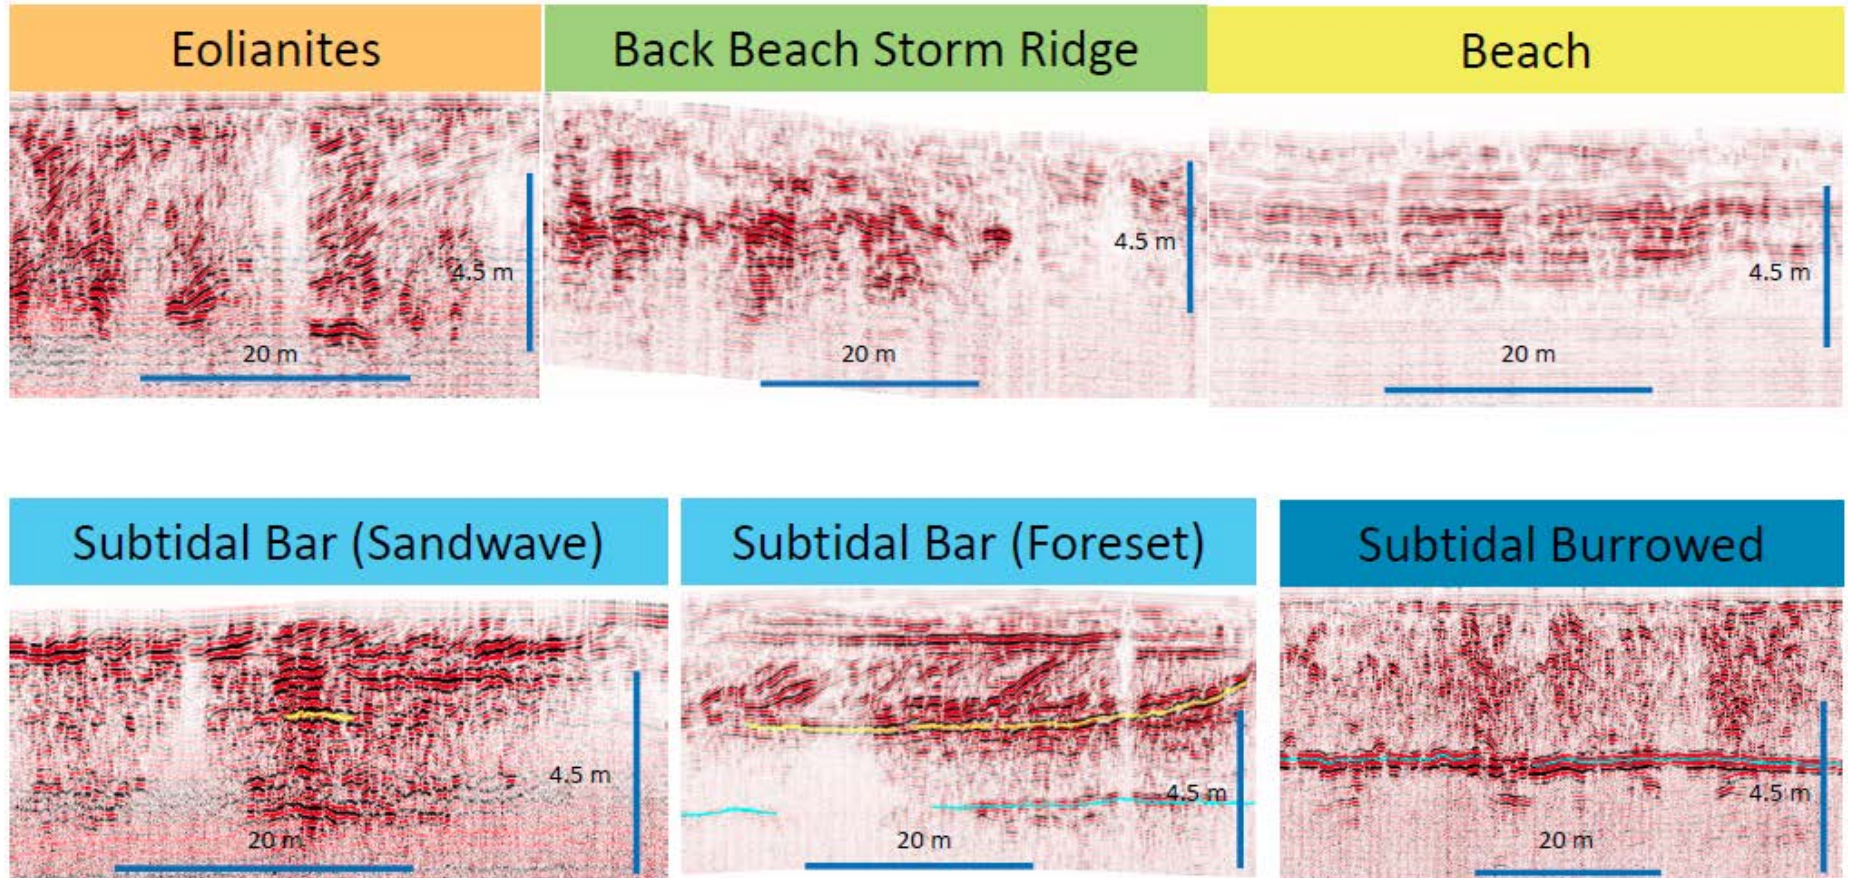 Eolianites
Back Beach Storm Ridge
Beach
4.5 m
20 m
4.5 m
20 m
4.5 m
20 m
Subtidal Bar (Sandwave)
Subtidal Bar (Foreset)
Subtidal Burrowed
4.5 m
20 m
4.5 m
20 m
4.5 m
20 m